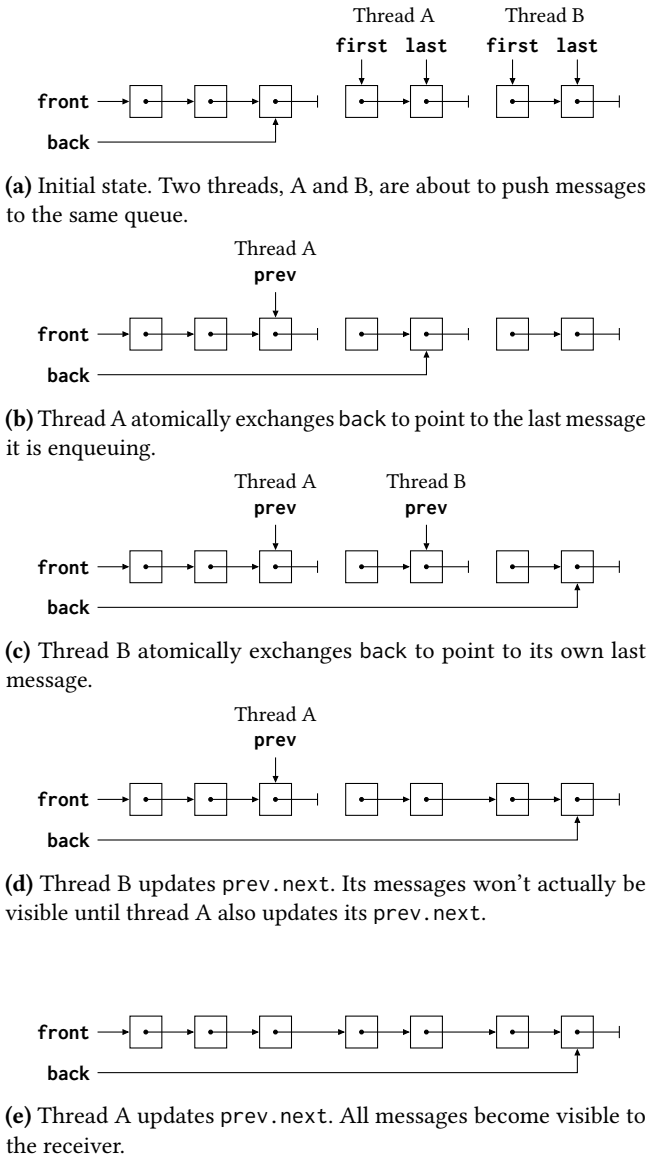 Thread A Thread B
first last first last
front
back
(a) Initial state. Two threads, A and B, are about to push messages
to the same queue.
Thread A
prev
front
back
(b) Thread A atomically exchanges back to point to the last message
it is enqueuing.
Thread A Thread B
prev prev
front
back
(c) Thread B atomically exchanges back to point to its own last
message.
Thread A
prev
front
back
(d) Thread B updates prev.next. Its messages won't actually be
visible until thread A also updates its prev.next.
front
back
(e) Thread A updates prev.next. All messages become visible to
the receiver.